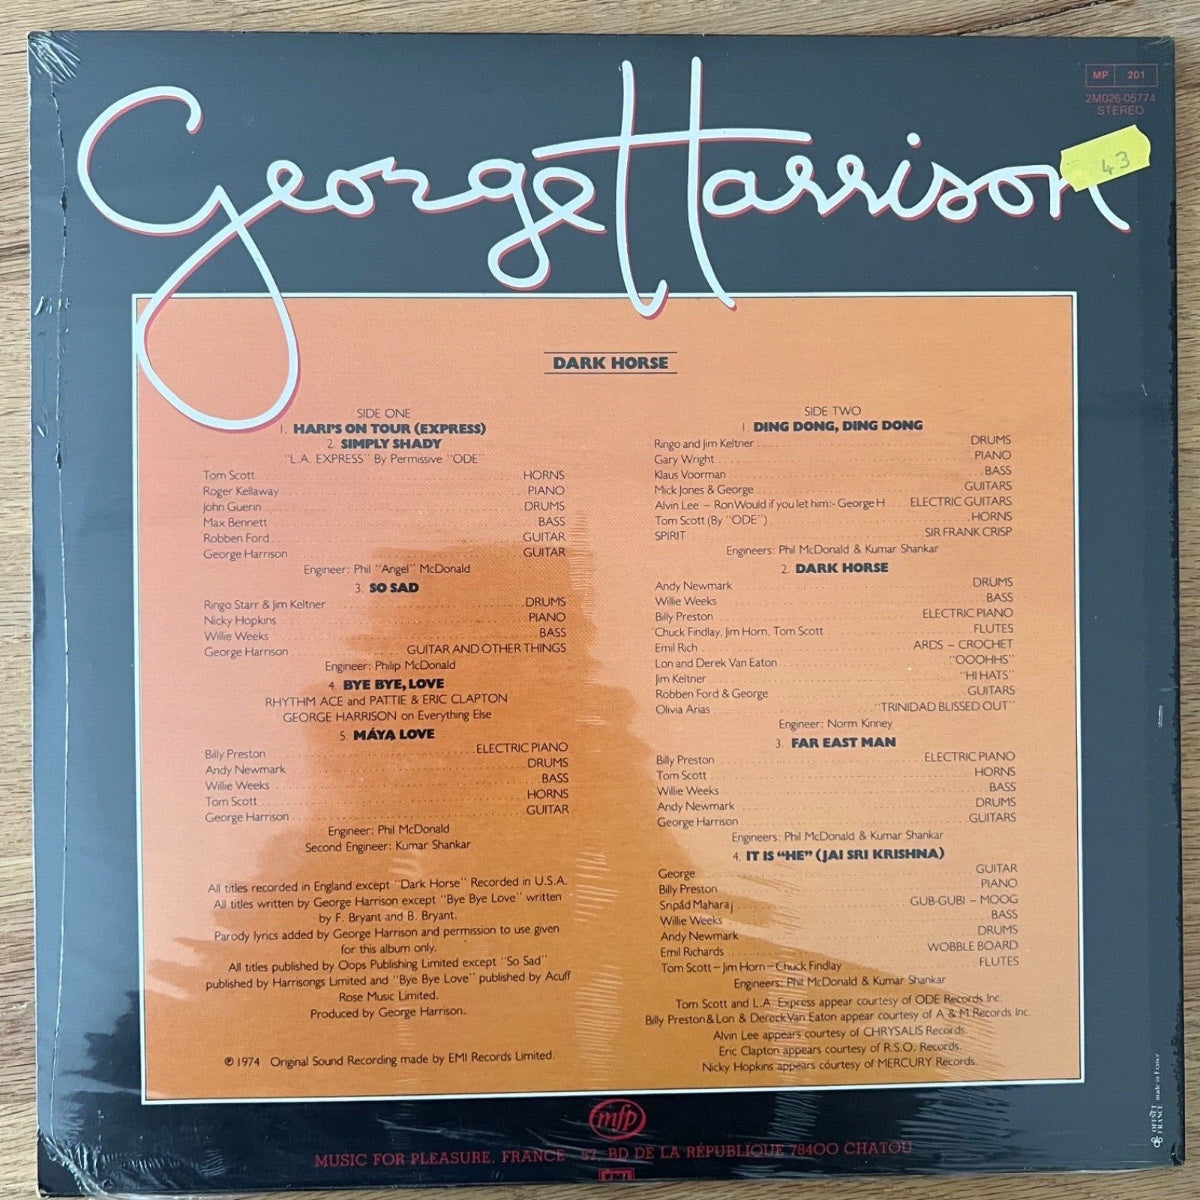 George Harrison
MP 201
2M026-05774
STEREO
43
DARK HORSE
SIDE ONE
1. HARI'S ON TOUR (EXPRESS)
2. SIMPLY SHADY
"L.A. EXPRESS" By Permissive "ODE"
Tom Scott HORNS
Roger Kellaway PIANO
John Guerin DRUMS
Max Bennett BASS
Robben Ford GUITAR
George Harrison GUITAR
Engineer: Phil "Angel" McDonald
3. SO SAD
Ringo Starr & Jim Keltner DRUMS
Nicky Hopkins PIANO
Willie Weeks BASS
George Harrison GUITAR AND OTHER THINGS
Engineer: Philip McDonald
4. BYE BYE, LOVE
RHYTHM ACE and PATTIE & ERIC CLAPTON
GEORGE HARRISON on Everything Else
5. MÁYA LOVE
Billy Preston ELECTRIC PIANO
Andy Newmark DRUMS
Willie Weeks BASS
Tom Scott HORNS
George Harrison GUITAR
Engineer: Phil McDonald
Second Engineer: Kumar Shankar
All titles recorded in England except "Dark Horse" Recorded in U.S.A.
All titles written by George Harrison except "Bye Bye Love" written
by F. Bryant and B. Bryant.
Parody lyrics added by George Harrison and permission to use given
for this album only.
All titles published by Oops Publishing Limited except "So Sad"
published by Harrisongs Limited and "Bye Bye Love" published by Acuff
Rose Music Limited.
Produced by George Harrison.
℗ 1974 Original Sound Recording made by EMI Records Limited.
SIDE TWO
1. DING DONG, DING DONG
Ringo and Jim Keltner DRUMS
Gary Wright PIANO
Klaus Voorman BASS
Mick Jones & George GUITARS
Alvin Lee – Ron Would if you let him:- George H ELECTRIC GUITARS
Tom Scott (By "ODE") HORNS
SPIRIT SIR FRANK CRISP
Engineers: Phil McDonald & Kumar Shankar
2. DARK HORSE
Andy Newmark DRUMS
Willie Weeks BASS
Billy Preston ELECTRIC PIANO
Chuck Findlay, Jim Horn, Tom Scott FLUTES
Emil Rich ARDS – CROCHET
Lon and Derek Van Eaton "OOOHHS"
Jim Keltner "HI HATS"
Robben Ford & George GUITARS
Olivia Arias "TRINIDAD BLISSED OUT"
Engineer: Norm Kinney
3. FAR EAST MAN
Billy Preston ELECTRIC PIANO
Tom Scott HORNS
Willie Weeks BASS
Andy Newmark DRUMS
George Harrison GUITARS
Engineers: Phil McDonald & Kumar Shankar
4. IT IS "HE" (JAI SRI KRISHNA)
George GUITAR
Billy Preston PIANO
Snpád Maharaj GUB-GUBI – MOOG
Willie Weeks BASS
Andy Newmark DRUMS
Emil Richards WOBBLE BOARD
Tom Scott – Jim Horn – Chuck Findlay FLUTES
Engineers: Phil McDonald & Kumar Shankar
Tom Scott and L.A. Express appear courtesy of ODE Records Inc.
Billy Preston & Lon & Dereck Van Eaton appear courtesy of A & M Records Inc.
Alvin Lee appears courtesy of CHRYSALIS Records.
Eric Clapton appears courtesy of R.S.O. Records.
Nicky Hopkins appears courtesy of MERCURY Records.
mfp
MUSIC FOR PLEASURE, FRANCE 57, BD DE LA RÉPUBLIQUE 78400 CHATOU
EMI
OFFSET FRANCE made in France